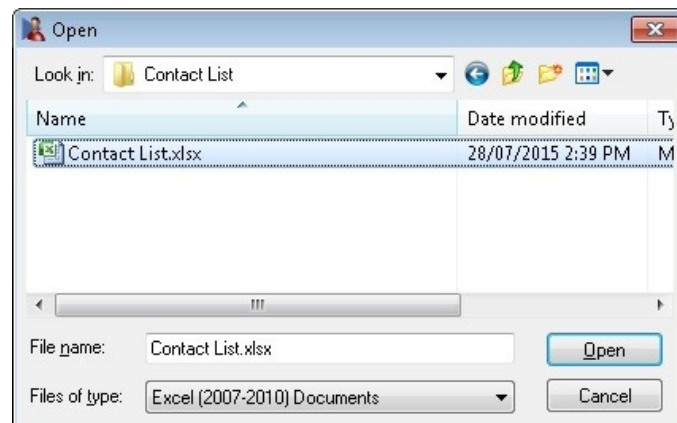 Open
Look in: Contact List
Name Date modified Ty
Contact List.xlsx 28/07/2015 2:39 PM M
File name: Contact List.xlsx Open
Files of type: Excel (2007-2010) Documents Cancel